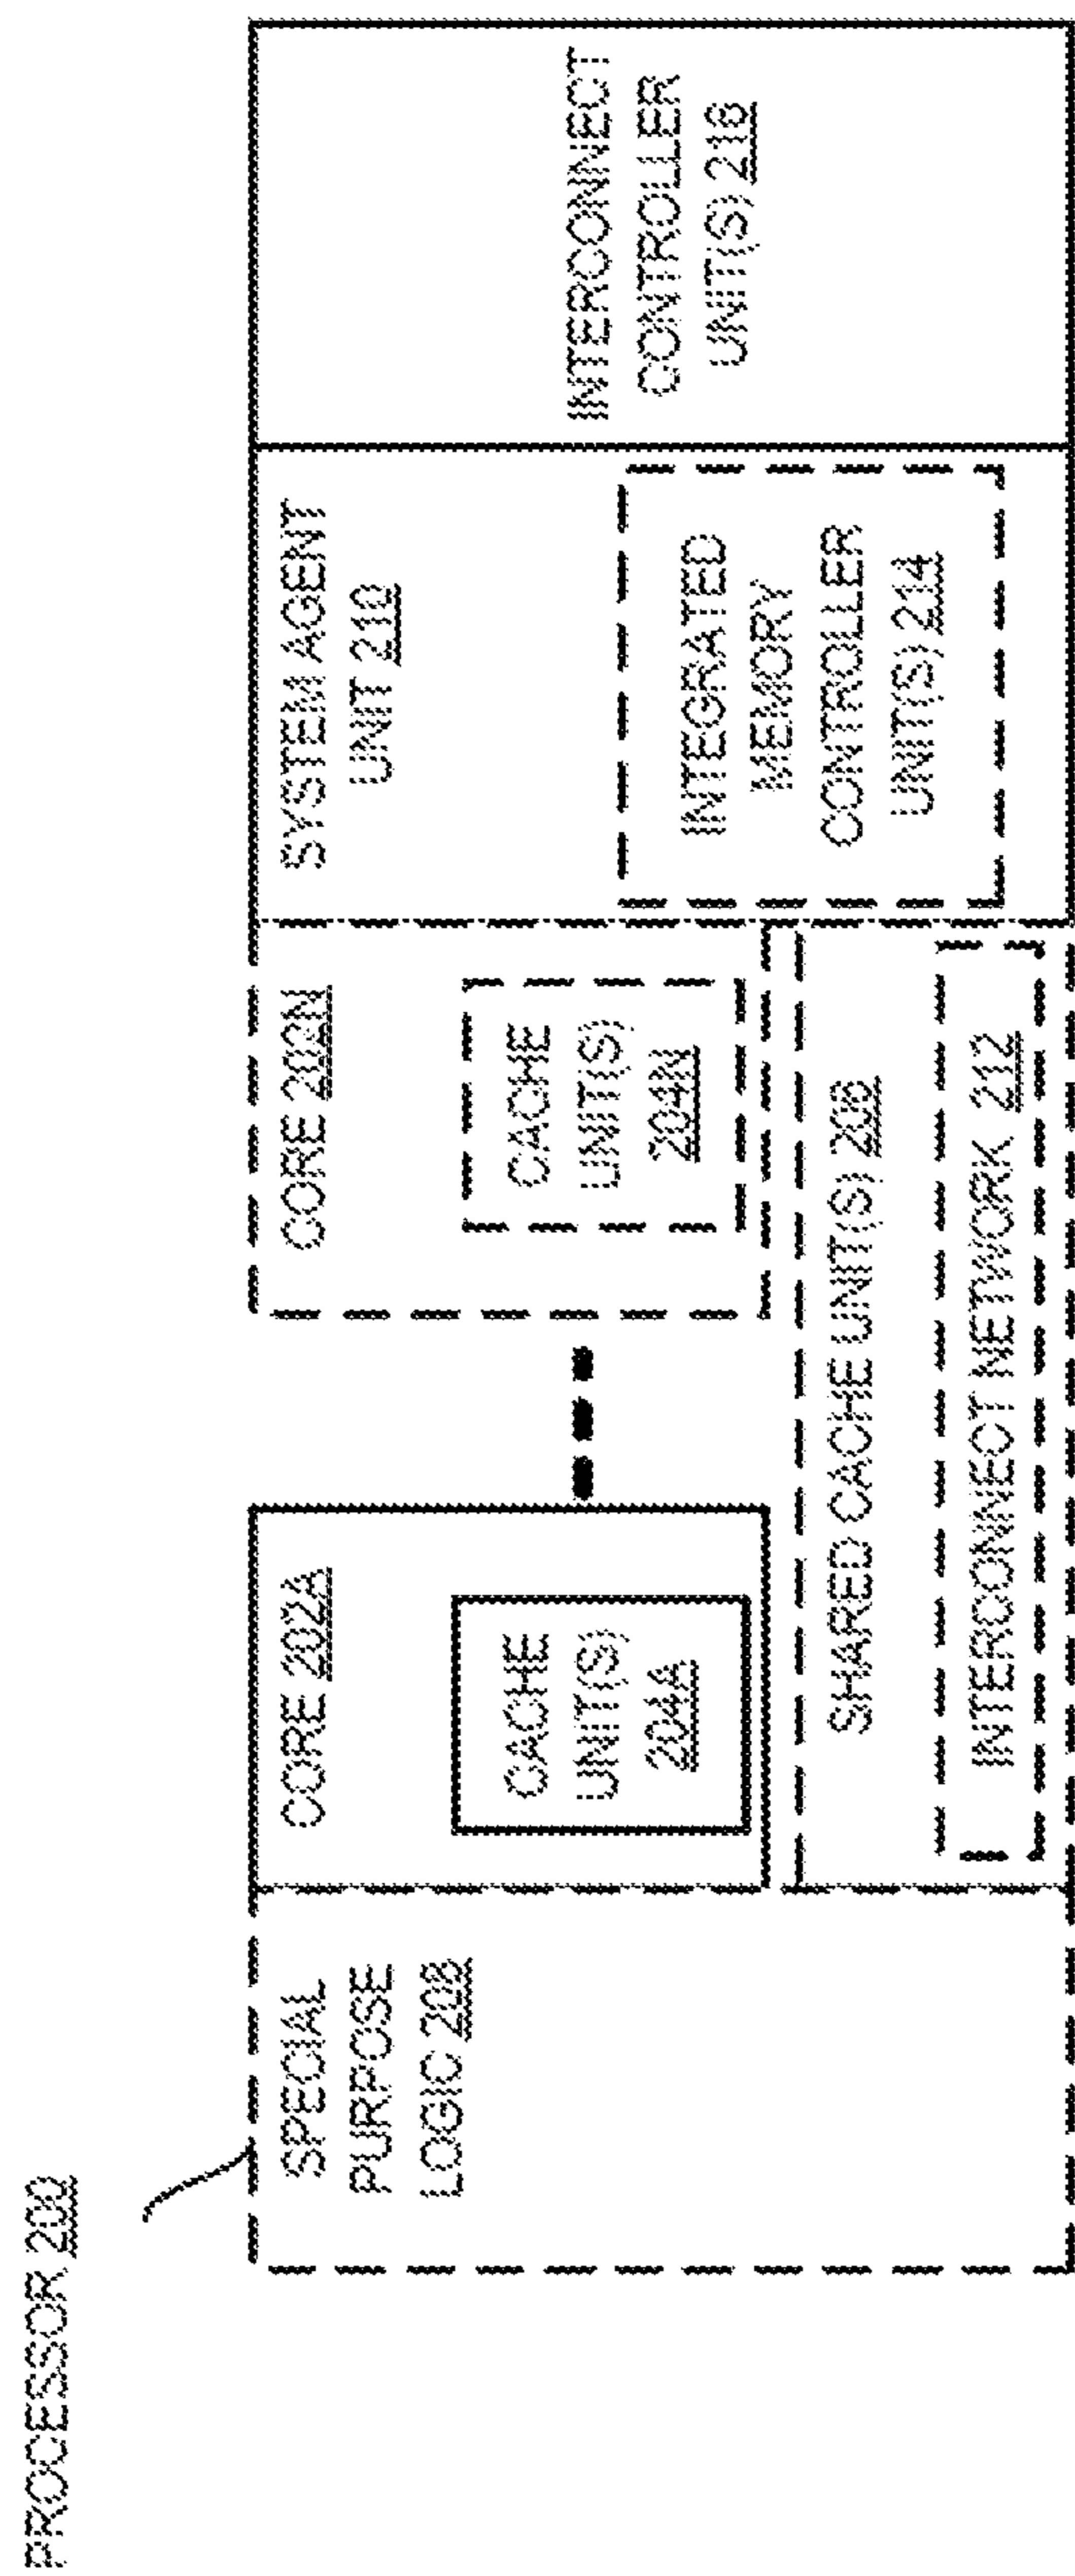 PROCESSOR 200
SPECIAL
PURPOSE
LOGIC 208
CORE 202A
CACHE
UNIT(S)
204A
CORE 202N
CACHE
UNIT(S)
204N
SHARED CACHE UNIT(S) 206
INTERCONNECT NETWORK 212
SYSTEM AGENT
UNIT 210
INTEGRATED
MEMORY
CONTROLLER
UNIT(S) 214
INTERCONNECT
CONTROLLER
UNIT(S) 216